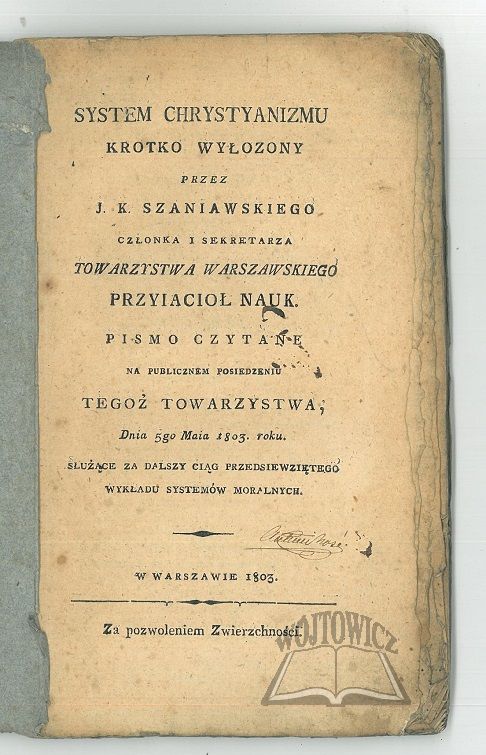 SYSTEM CHRYSTYANIZMU
KROTKO WYŁOZONY
PRZEZ
J. K. SZANIAWSKIEGO
CZŁONKA I SEKRETARZA
TOWARZYSTWA WARSZAWSKIEGO
PRZYIACIOŁ NAUK.
PISMO CZYTANE
NA PUBLICZNEM POSIEDZENIU
TEGOŻ TOWARZYSTWA,
Dnia 5go Maia 1803. roku.
SŁUŻĄCE ZA DALSZY CIĄG PRZEDSIEWZIĘTEGO
WYKŁADU SYSTEMÓW MORALNYCH.
W WARSZAWIE 1803.
Za pozwoleniem Zwierzchności.
WÓJTOWICZ